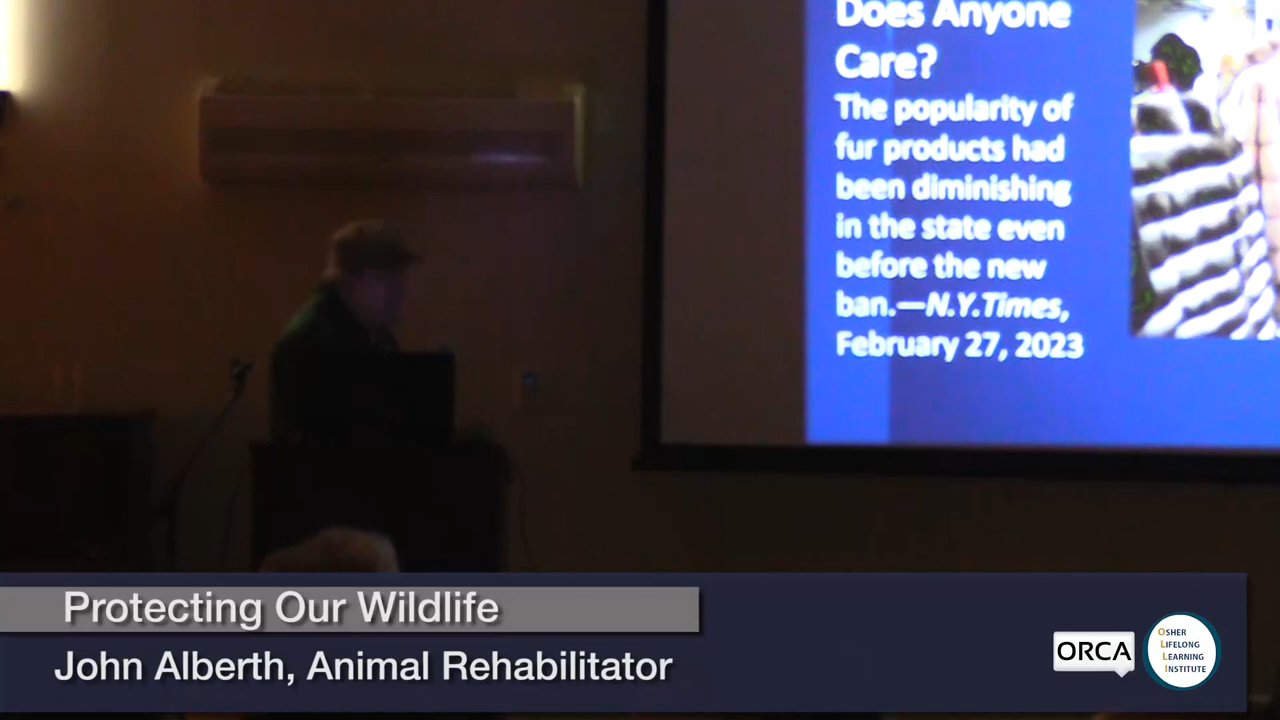 Does Anyone
Care?
The popularity of
fur products had
been diminishing
in the state even
before the new
ban.—N.Y.Times,
February 27, 2023
Protecting Our Wildlife
John Alberth, Animal Rehabilitator
ORCA
OSHER
LIFELONG
LEARNING
INSTITUTE